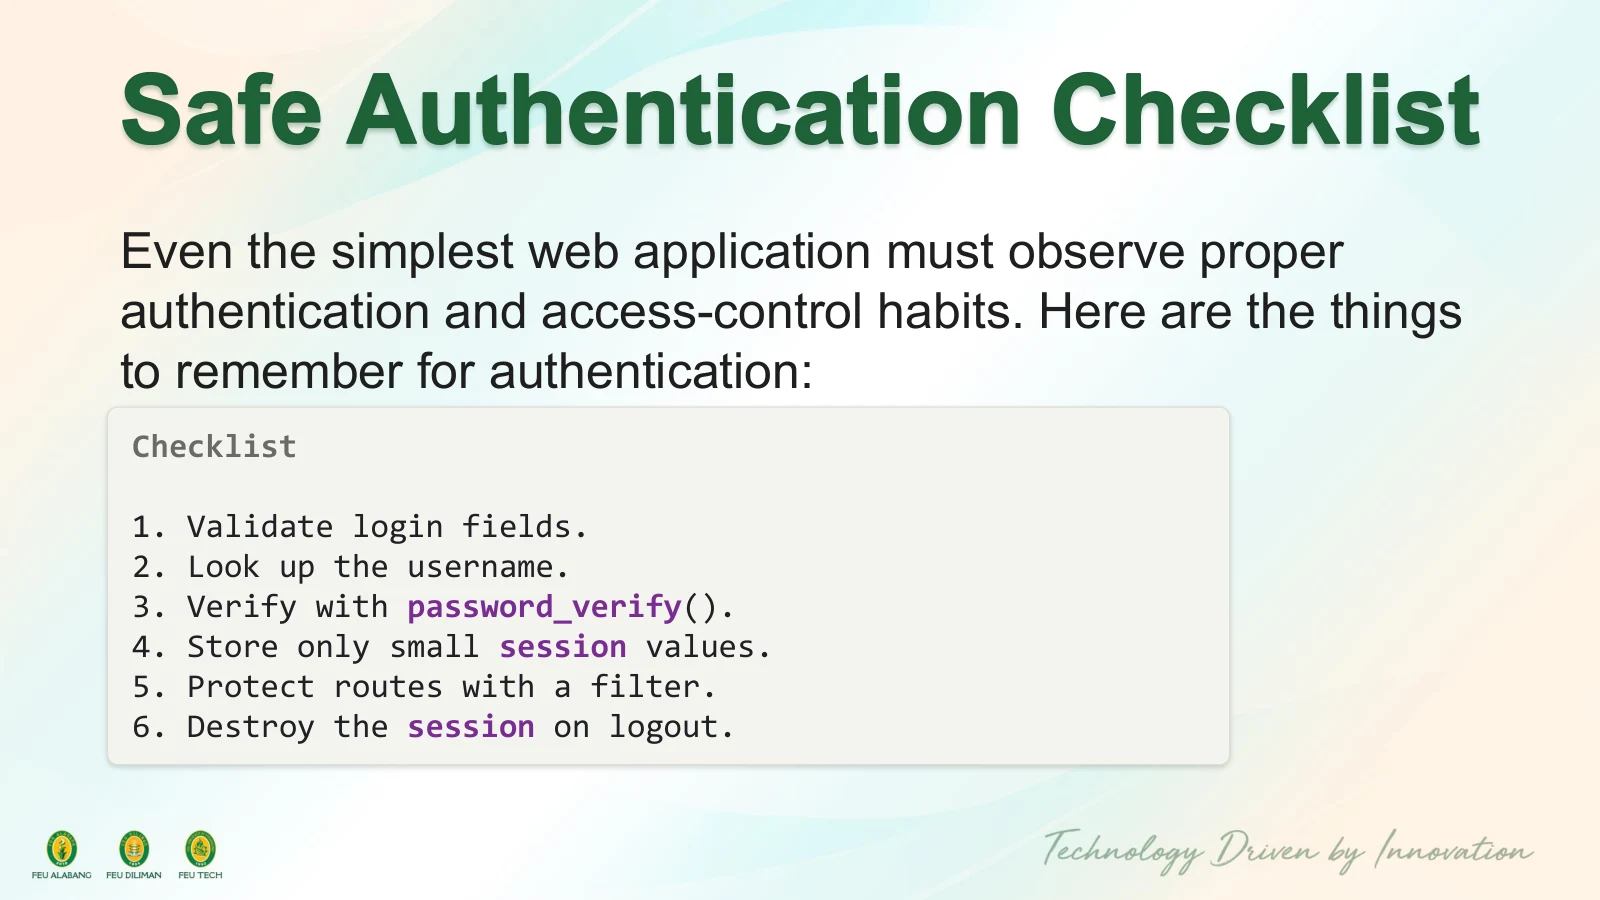 Safe Authentication Checklist
Even the simplest web application must observe proper
authentication and access-control habits. Here are the things
to remember for authentication:
Checklist
1. Validate login fields.
2. Look up the username.
3. Verify with password_verify().
4. Store only small session values.
5. Protect routes with a filter.
6. Destroy the session on logout.
FEU ALABANG FEU DILIMAN FEU TECH
Technology Driven by Innovation